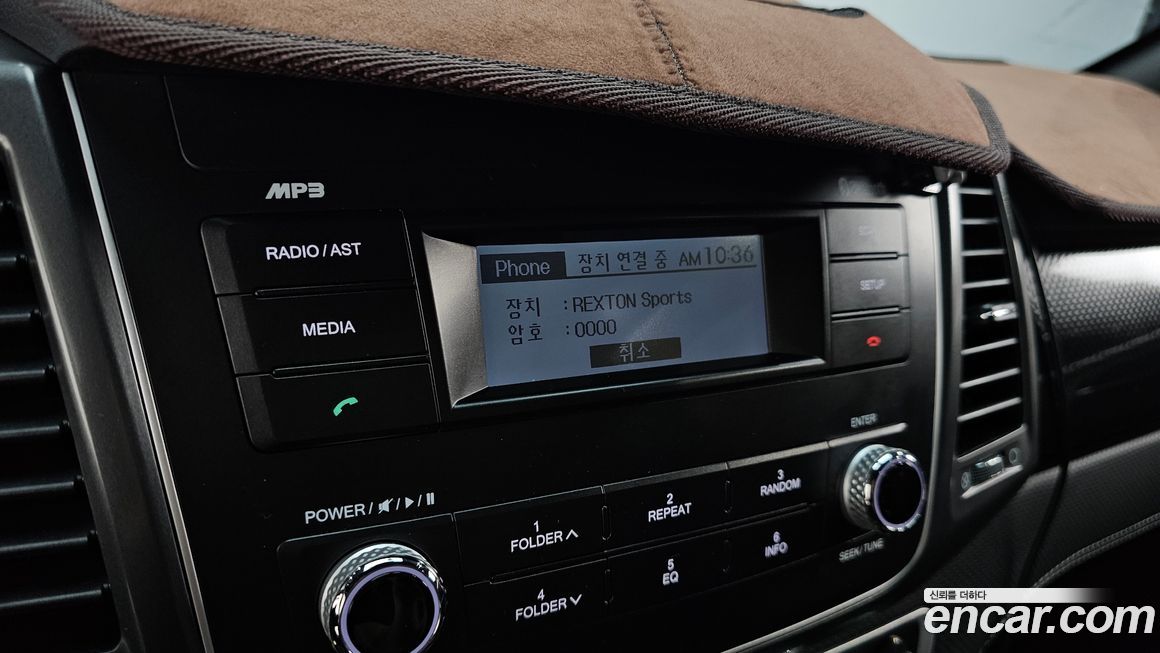 MP3
RADIO / AST
MEDIA
Phone 장치 연결 중 AM 10:36
장치 : REXTON Sports
암호 : 0000
취소
SETUP
ENTER
POWER /
1
FOLDER
2
REPEAT
3
RANDOM
4
FOLDER
5
EQ
6
INFO
SEEK / TUNE
신뢰를 더하다
encar.com